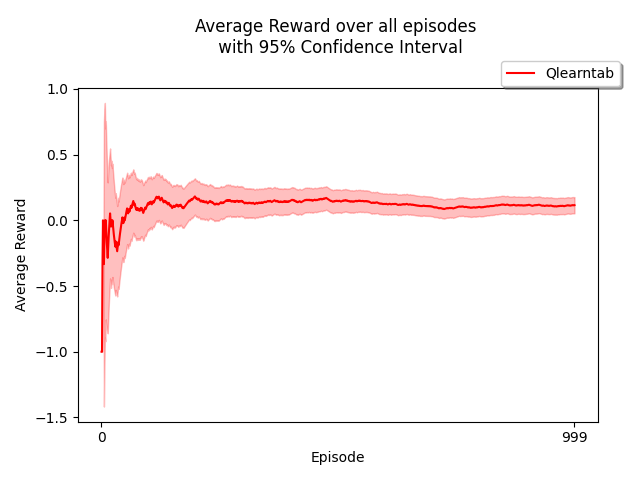 Average Reward over all episodes
with 95% Confidence Interval
Qlearntab
1.0
0.5
0.0
−0.5
−1.0
−1.5
Average Reward
0
999
Episode